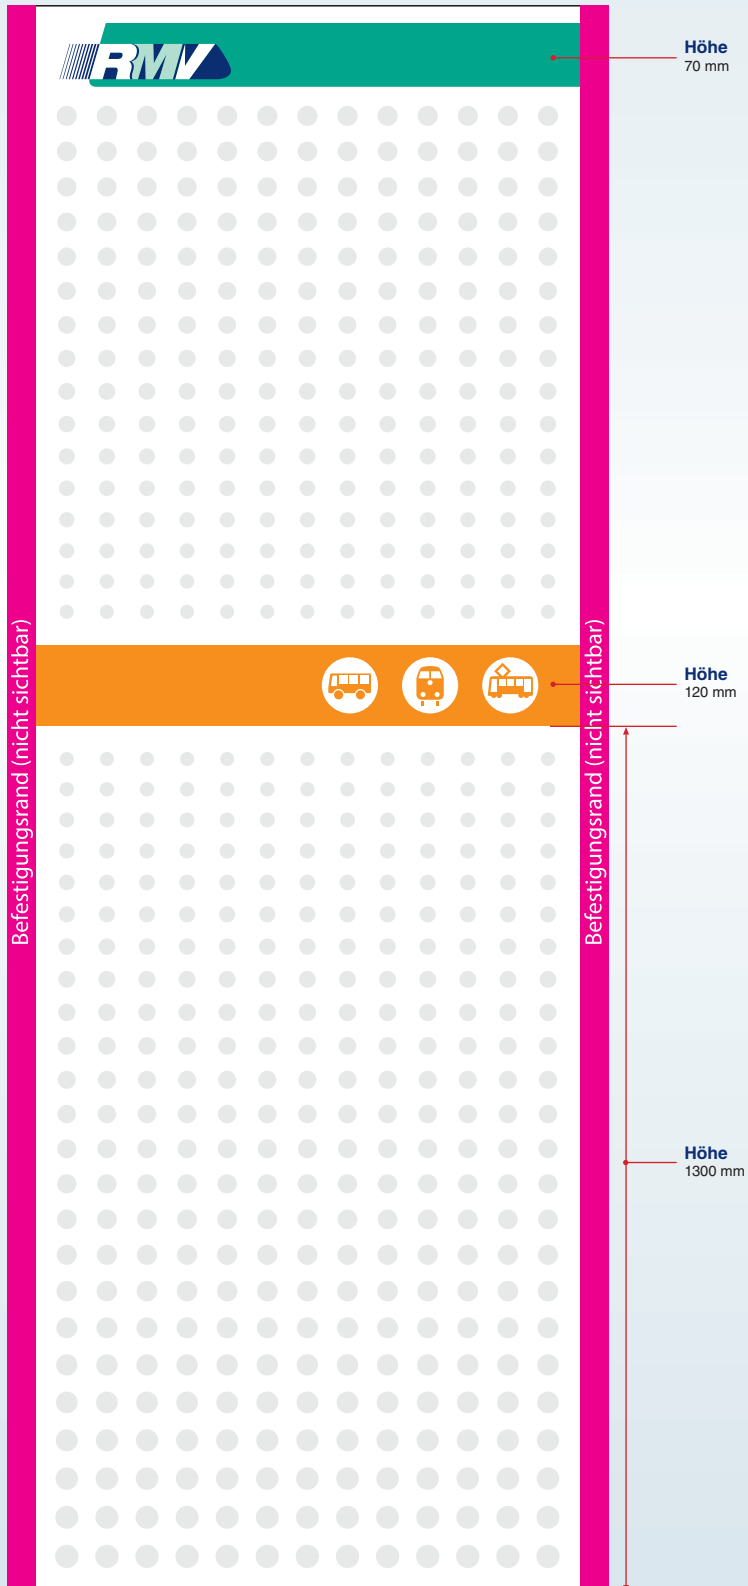 RMV
Höhe
70 mm
Befestigungsrand (nicht sichtbar)
Befestigungsrand (nicht sichtbar)
Höhe
120 mm
Höhe
1300 mm